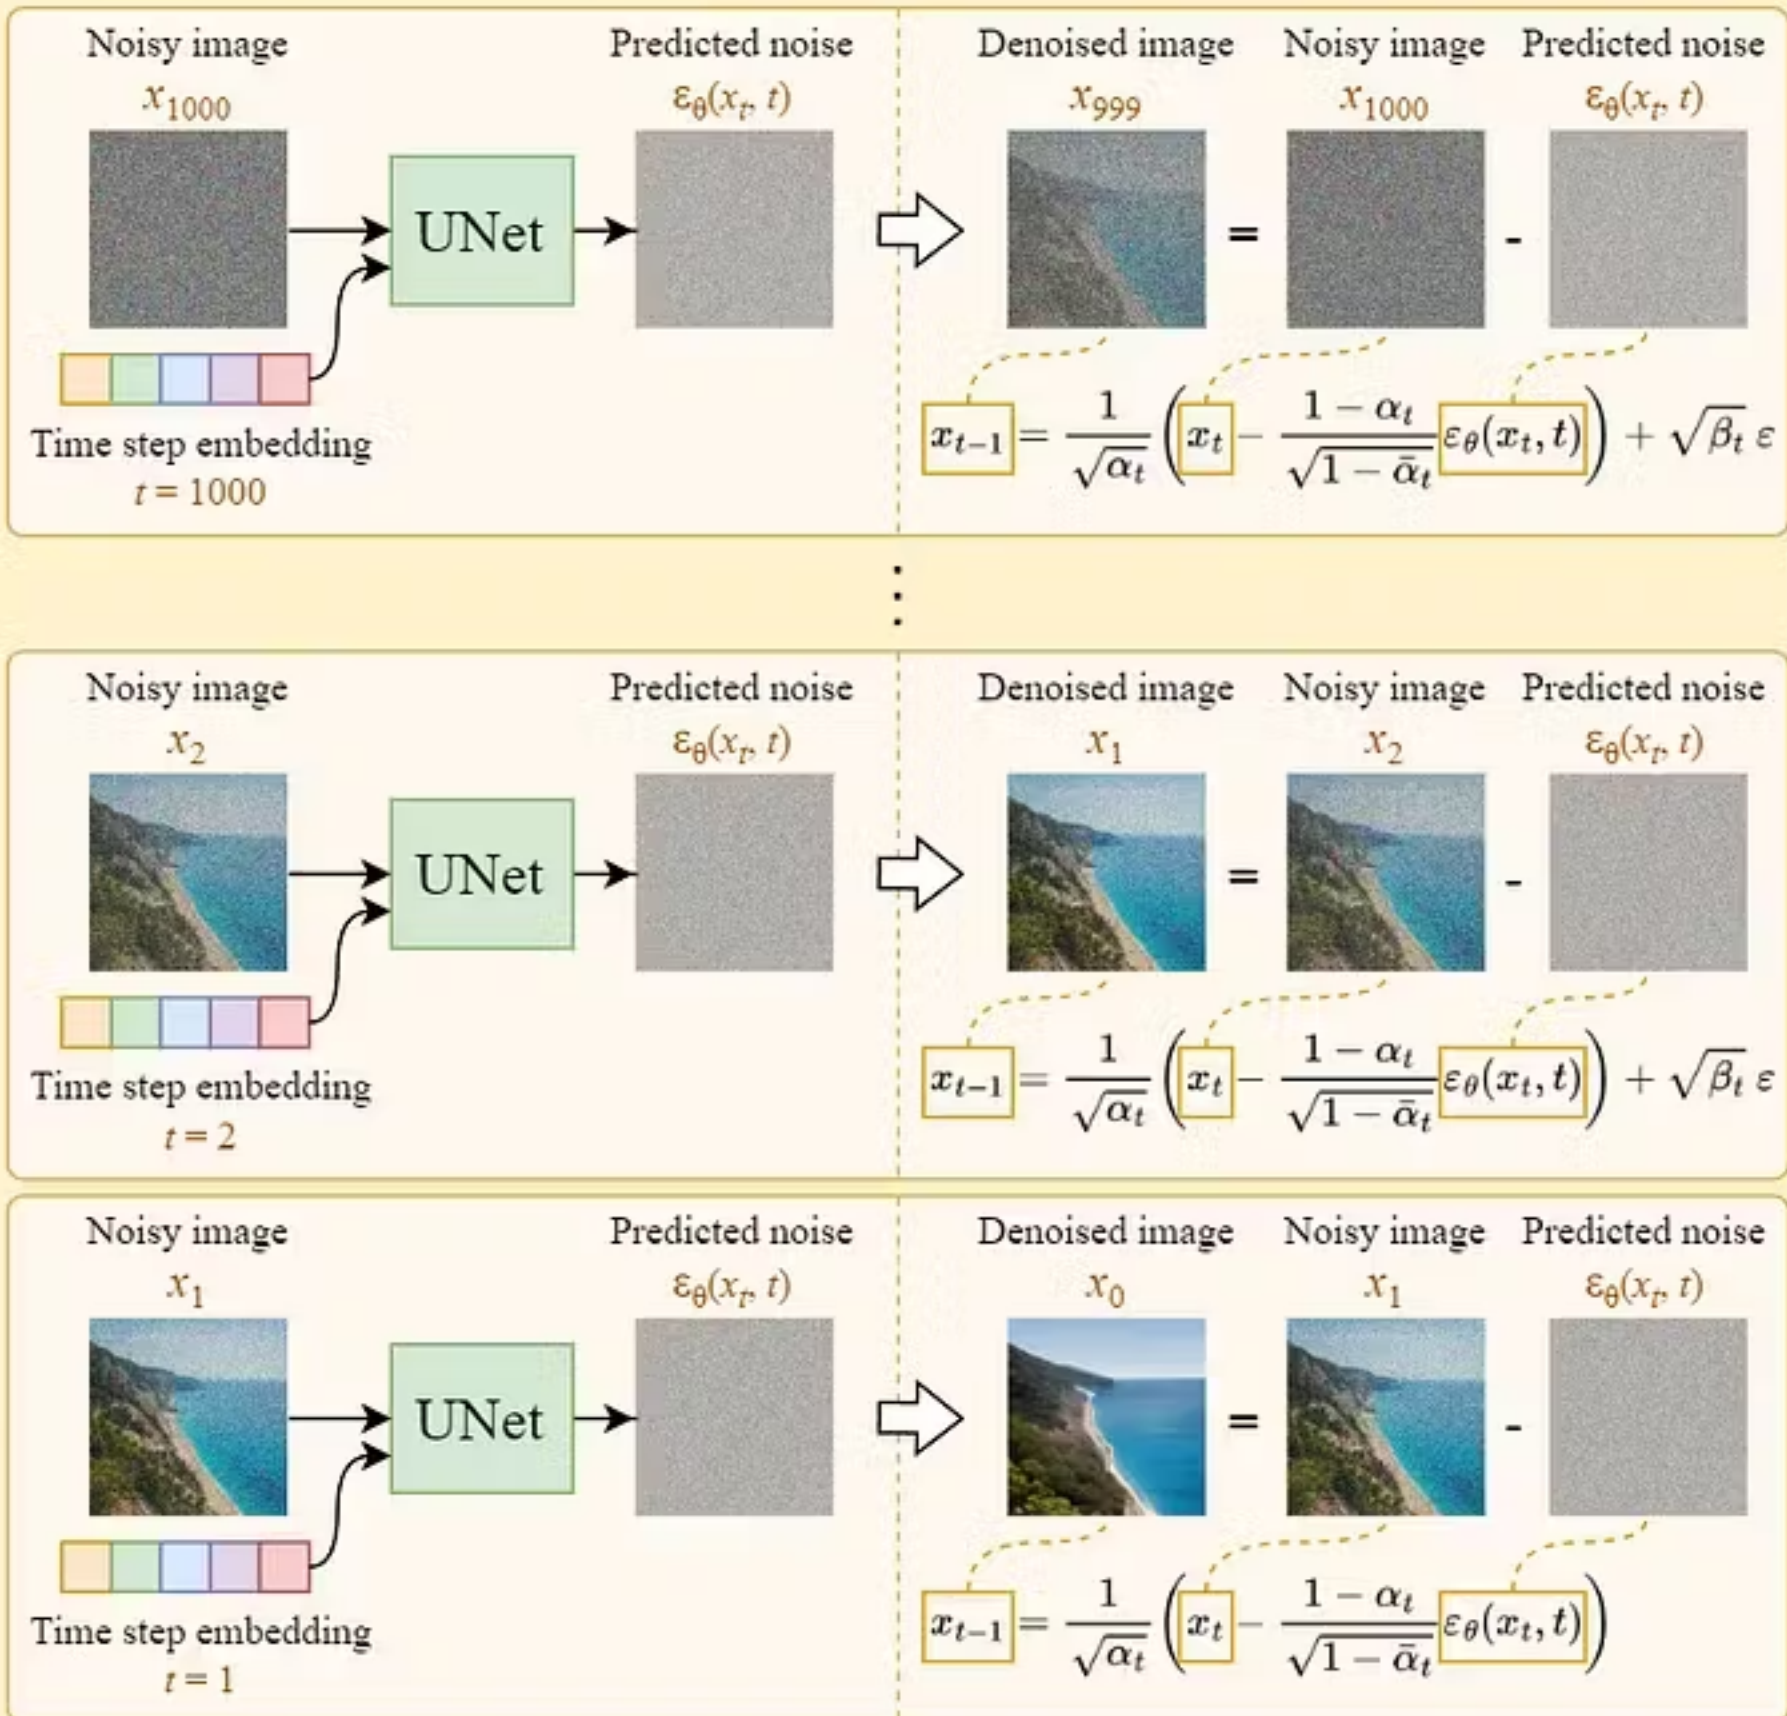 Noisy image Predicted noise Denoised image Noisy image Predicted noise
x₁₀₀₀ εθ(xₜ, t) x₉₉₉ x₁₀₀₀ εθ(xₜ, t)
UNet = -
Time step embedding
t = 1000
xₜ₋₁ = 1/√αₜ (xₜ − (1 − αₜ)/√(1 − ᾱₜ) εθ(xₜ, t)) + √βₜ ε
⋮
Noisy image Predicted noise Denoised image Noisy image Predicted noise
x₂ εθ(xₜ, t) x₁ x₂ εθ(xₜ, t)
UNet = -
Time step embedding
t = 2
xₜ₋₁ = 1/√αₜ (xₜ − (1 − αₜ)/√(1 − ᾱₜ) εθ(xₜ, t)) + √βₜ ε
Noisy image Predicted noise Denoised image Noisy image Predicted noise
x₁ εθ(xₜ, t) x₀ x₁ εθ(xₜ, t)
UNet = -
Time step embedding
t = 1
xₜ₋₁ = 1/√αₜ (xₜ − (1 − αₜ)/√(1 − ᾱₜ) εθ(xₜ, t))